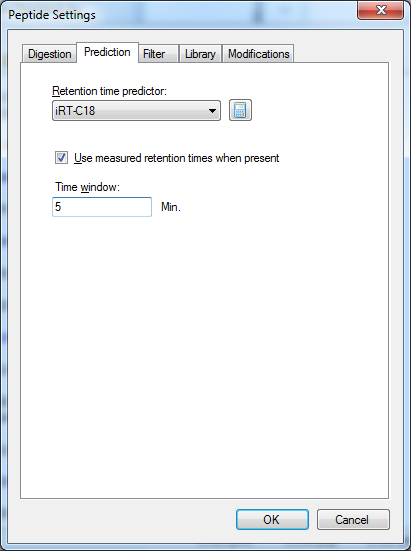 Peptide Settings
Digestion Prediction Filter Library Modifications
Retention time predictor:
iRT-C18
Use measured retention times when present
Time window:
5 Min.
OK Cancel